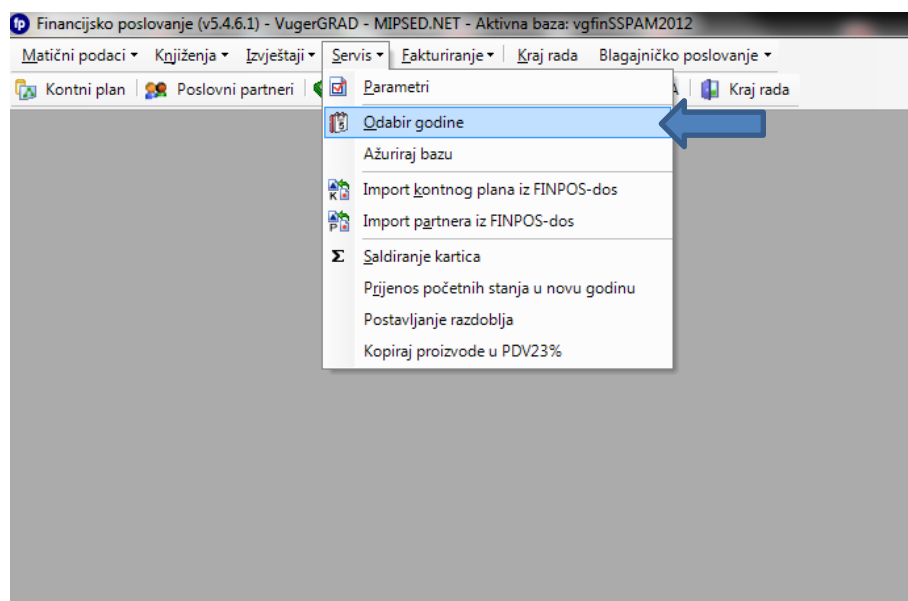 fp Financijsko poslovanje (v5.4.6.1) - VugerGRAD - MIPSED.NET - Aktivna baza: vgfinSSPAM2012
Matični podaci Knjiženja Izvještaji Servis Fakturiranje Kraj rada Blagajničko poslovanje
Kontni plan Poslovni partneri Kraj rada
Parametri
Odabir godine
Ažuriraj bazu
Import kontnog plana iz FINPOS-dos
Import partnera iz FINPOS-dos
Σ Saldiranje kartica
Prijenos početnih stanja u novu godinu
Postavljanje razdoblja
Kopiraj proizvode u PDV23%